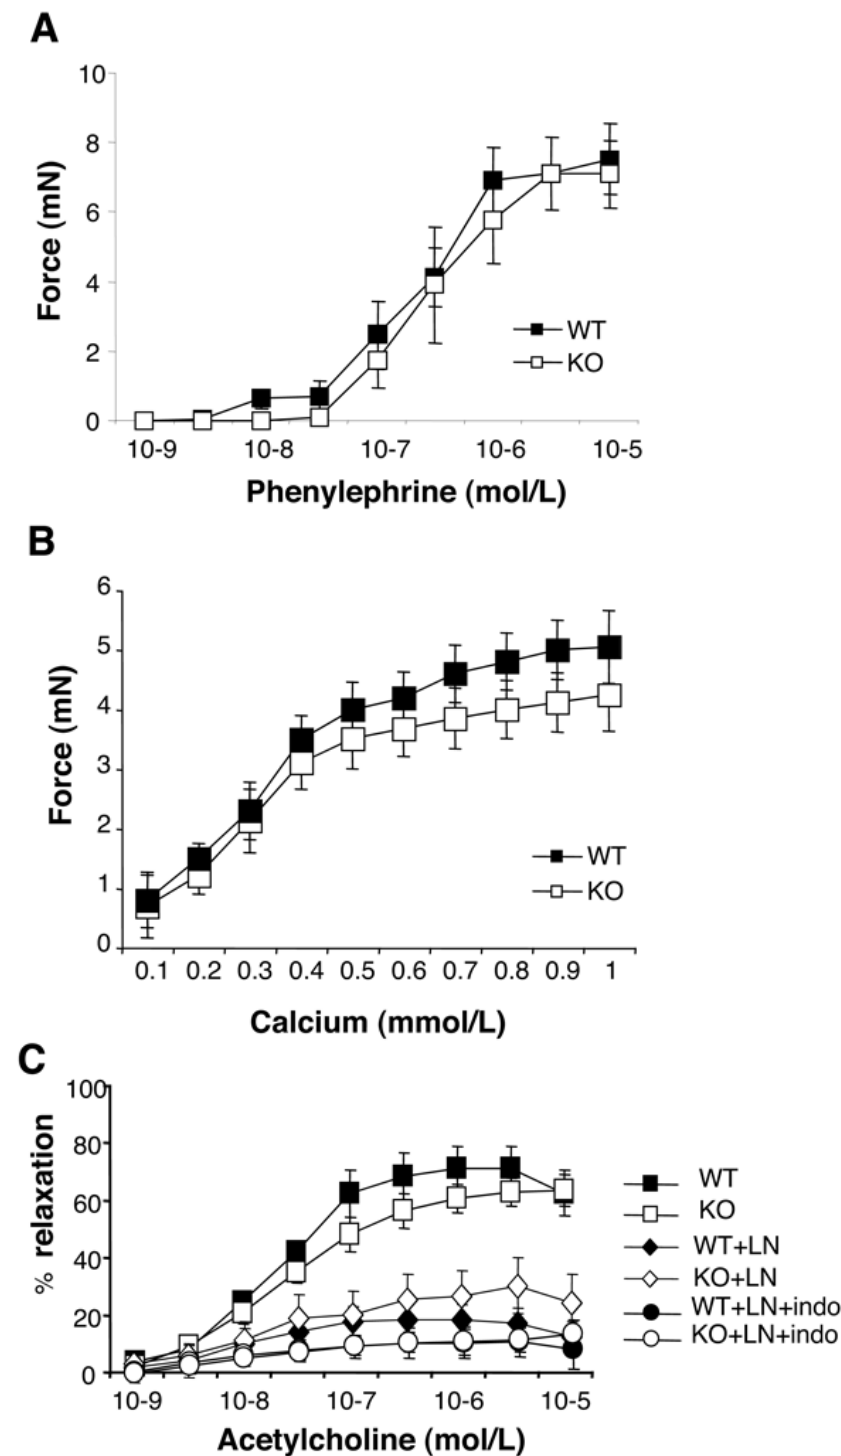 A
10
8
6
4
2
0
Force (mN)
WT
KO
10-9 10-8 10-7 10-6 10-5
Phenylephrine (mol/L)
B
6
5
4
3
2
1
0
Force (mN)
WT
KO
0.1 0.2 0.3 0.4 0.5 0.6 0.7 0.8 0.9 1
Calcium (mmol/L)
C
100
80
60
40
20
0
% relaxation
WT
KO
WT+LN
KO+LN
WT+LN+indo
KO+LN+indo
10-9 10-8 10-7 10-6 10-5
Acetylcholine (mol/L)